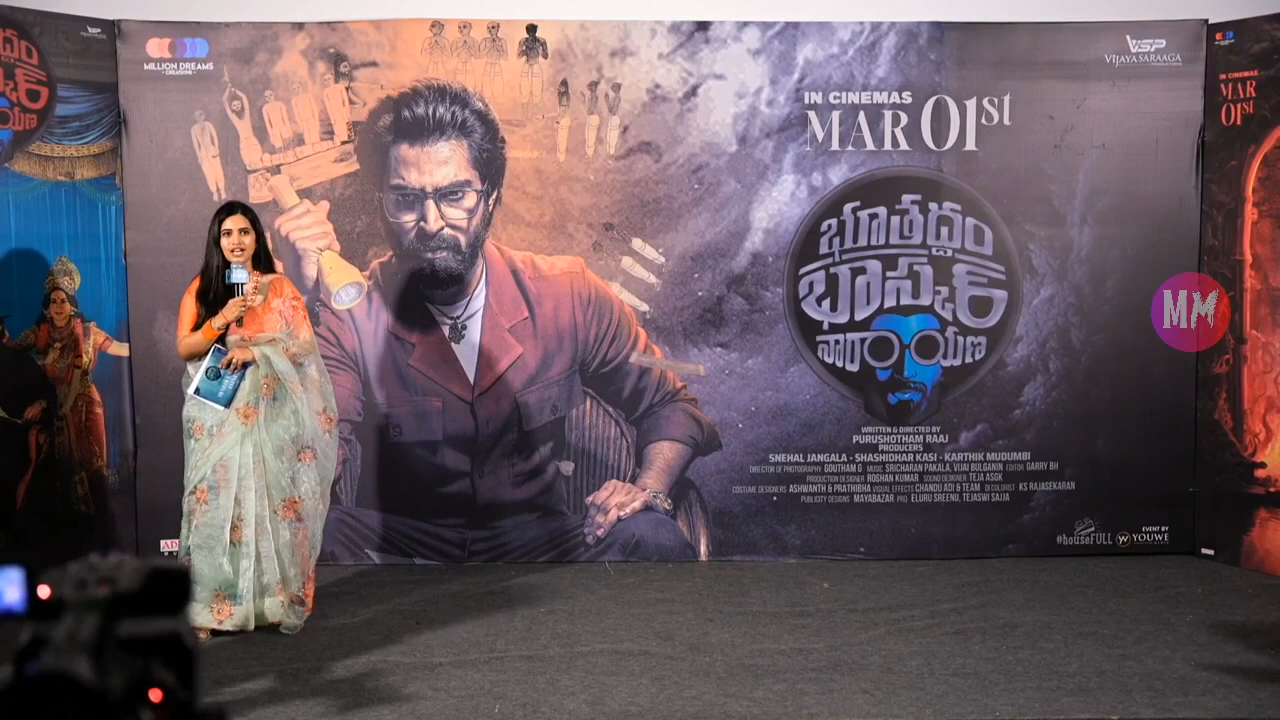 MILLION DREAMS
- CREATIONS -
VSP
VIJAYA SARAAGA
IN CINEMAS
MAR 01st
భూతద్ధం
భాస్కర్
నారాయణ
WRITTEN & DIRECTED BY
PURUSHOTHAM RAAJ
PRODUCERS
SNEHAL JANGALA - SHASHIDHAR KASI - KARTHIK MUDUMBI
DIRECTOR OF PHOTOGRAPHY GOUTHAM G MUSIC SRICHARAN PAKALA, VIJAI BULGANIN EDITOR GARRY BH
PRODUCTION DESIGNER ROSHAN KUMAR SOUND DESIGNER TEJA ASGK
COSTUME DESIGNERS ASHWANTH & PRATHIBHA VISUAL EFFECTS CHANDU ADI & TEAM DI COLORIST KS RAJASEKARAN
PUBLICITY DESIGNS MAYABAZAR PRO ELURU SREENU, TEJASWI SAJJA
#houseFULL
EVENT BY
YOUWE
IN CINEMAS
MAR
01st
MM